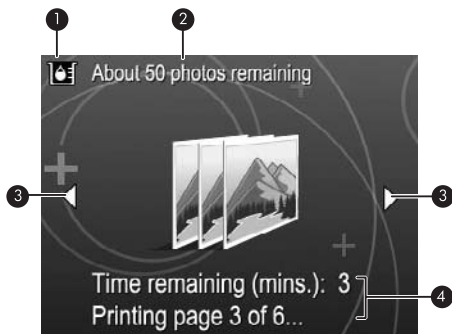 1 2
About 50 photos remaining
3 3
Time remaining (mins.): 3
Printing page 3 of 6...
4